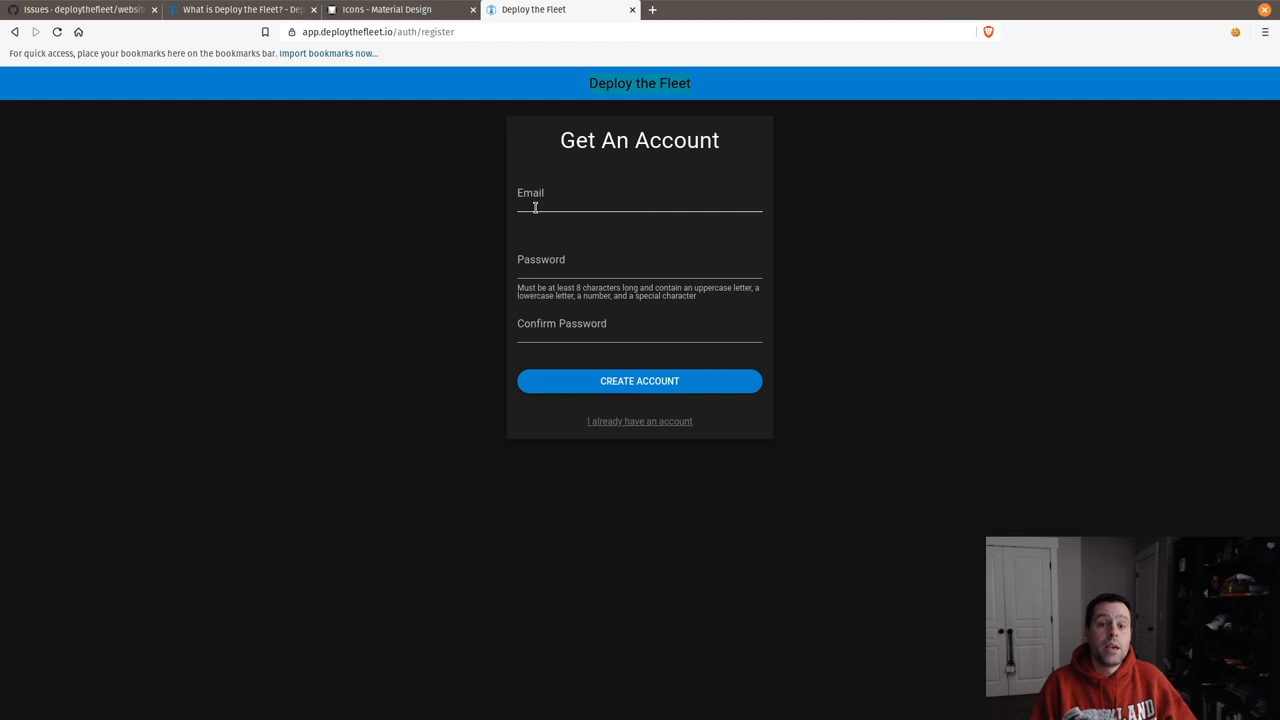 Issues · deploythefleet/websit
What is Deploy the Fleet? - Dep
Icons - Material Design
Deploy the Fleet
app.deploythefleet.io/auth/register
For quick access, place your bookmarks here on the bookmarks bar. Import bookmarks now...
Deploy the Fleet
Get An Account
Email
Password
Must be at least 8 characters long and contain an uppercase letter, a
lowercase letter, a number, and a special character
Confirm Password
CREATE ACCOUNT
I already have an account
LAND